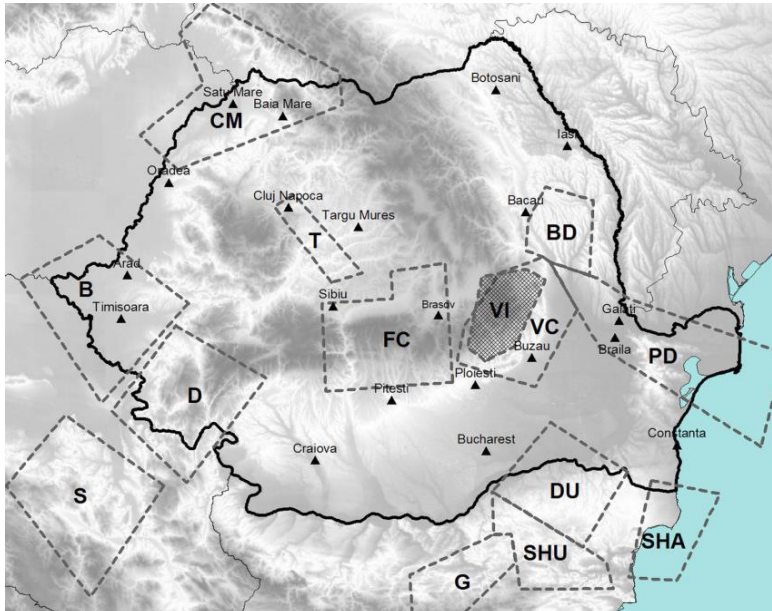 Botosani
Satu Mare
Baia Mare
CM
Iasi
Oradea
Cluj Napoca
Bacau
Targu Mures
T
BD
Arad
B
Sibiu
Brasov
VI
Galati
Timisoara
VC
FC
Buzau
Braila
PD
Ploiesti
D
Pitesti
Craiova
Bucharest
Constanta
S
DU
SHU
SHA
G